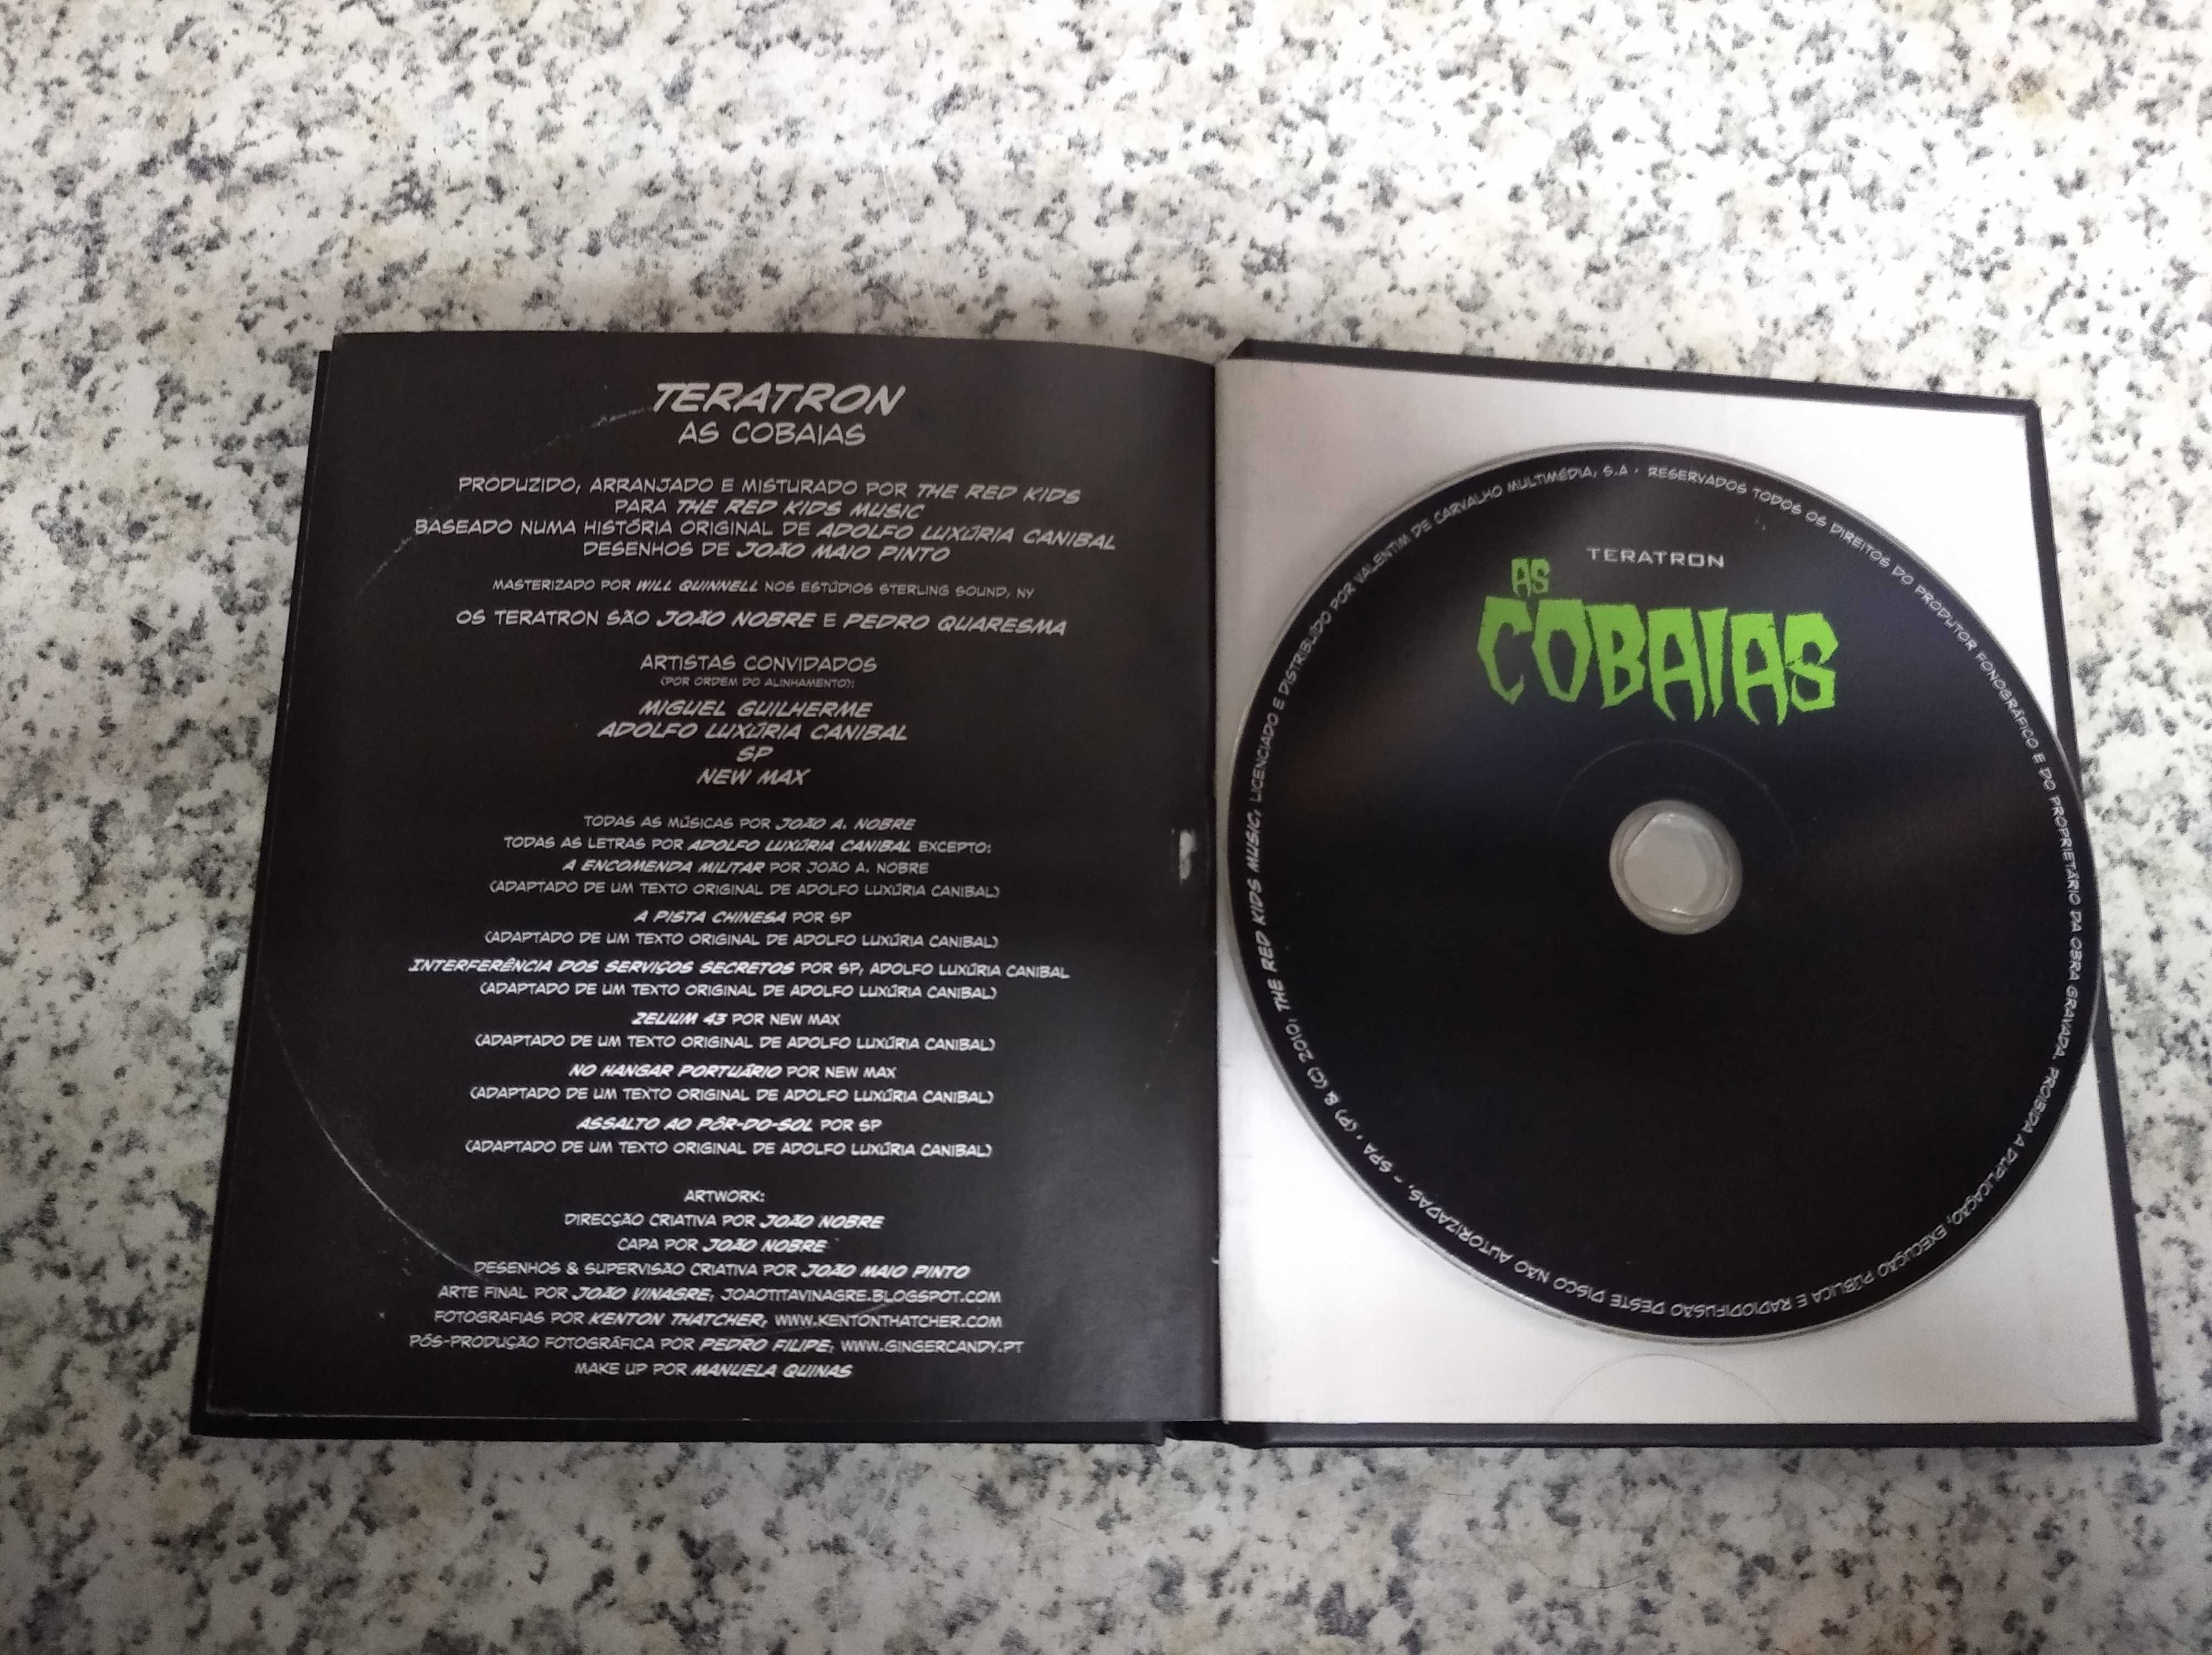 TERATRON
AS COBAIAS
PRODUZIDO, ARRANJADO E MISTURADO POR THE RED KIDS
PARA THE RED KIDS MUSIC
BASEADO NUMA HISTÓRIA ORIGINAL DE ADOLFO LUXÚRIA CANIBAL
DESENHOS DE JOÃO MAIO PINTO
MASTERIZADO POR WILL QUINNELL NOS ESTÚDIOS STERLING SOUND, NY
OS TERATRON SÃO JOÃO NOBRE E PEDRO QUARESMA
ARTISTAS CONVIDADOS
(POR ORDEM DO ALINHAMENTO):
MIGUEL GUILHERME
ADOLFO LUXÚRIA CANIBAL
SP
NEW MAX
TODAS AS MÚSICAS POR JOÃO A. NOBRE
TODAS AS LETRAS POR ADOLFO LUXÚRIA CANIBAL EXCEPTO:
A ENCOMENDA MILITAR POR JOÃO A. NOBRE
(ADAPTADO DE UM TEXTO ORIGINAL DE ADOLFO LUXÚRIA CANIBAL)
A PISTA CHINESA POR SP
(ADAPTADO DE UM TEXTO ORIGINAL DE ADOLFO LUXÚRIA CANIBAL)
INTERFERÊNCIA DOS SERVIÇOS SECRETOS POR SP, ADOLFO LUXÚRIA CANIBAL
(ADAPTADO DE UM TEXTO ORIGINAL DE ADOLFO LUXÚRIA CANIBAL)
ZELIUM 43 POR NEW MAX
(ADAPTADO DE UM TEXTO ORIGINAL DE ADOLFO LUXÚRIA CANIBAL)
NO HANGAR PORTUÁRIO POR NEW MAX
(ADAPTADO DE UM TEXTO ORIGINAL DE ADOLFO LUXÚRIA CANIBAL)
ASSALTO AO PÔR-DO-SOL POR SP
(ADAPTADO DE UM TEXTO ORIGINAL DE ADOLFO LUXÚRIA CANIBAL)
ARTWORK:
DIRECÇÃO CRIATIVA POR JOÃO NOBRE
CAPA POR JOÃO NOBRE
DESENHOS & SUPERVISÃO CRIATIVA POR JOÃO MAIO PINTO
ARTE FINAL POR JOÃO VINAGRE, JOAOTITAVINAGRE.BLOGSPOT.COM
FOTOGRAFIAS POR KENTON THATCHER, WWW.KENTONTHATCHER.COM
PÓS-PRODUÇÃO FOTOGRÁFICA POR PEDRO FILIPE, WWW.GINGERCANDY.PT
MAKE UP POR MANUELA QUINAS
TERATRON
AS
COBAIAS
(P) & (C) 2010, THE RED KIDS MUSIC, LICENCIADO E DISTRIBUÍDO POR VALENTIM DE CARVALHO MULTIMÉDIA, S.A · RESERVADOS TODOS OS DIREITOS DO PRODUTOR FONOGRÁFICO E DO PROPRIETÁRIO DA OBRA GRAVADA. PROIBIDA A DUPLICAÇÃO, EXECUÇÃO PÚBLICA E RADIODIFUSÃO DESTE DISCO NÃO AUTORIZADAS. - SPA ·